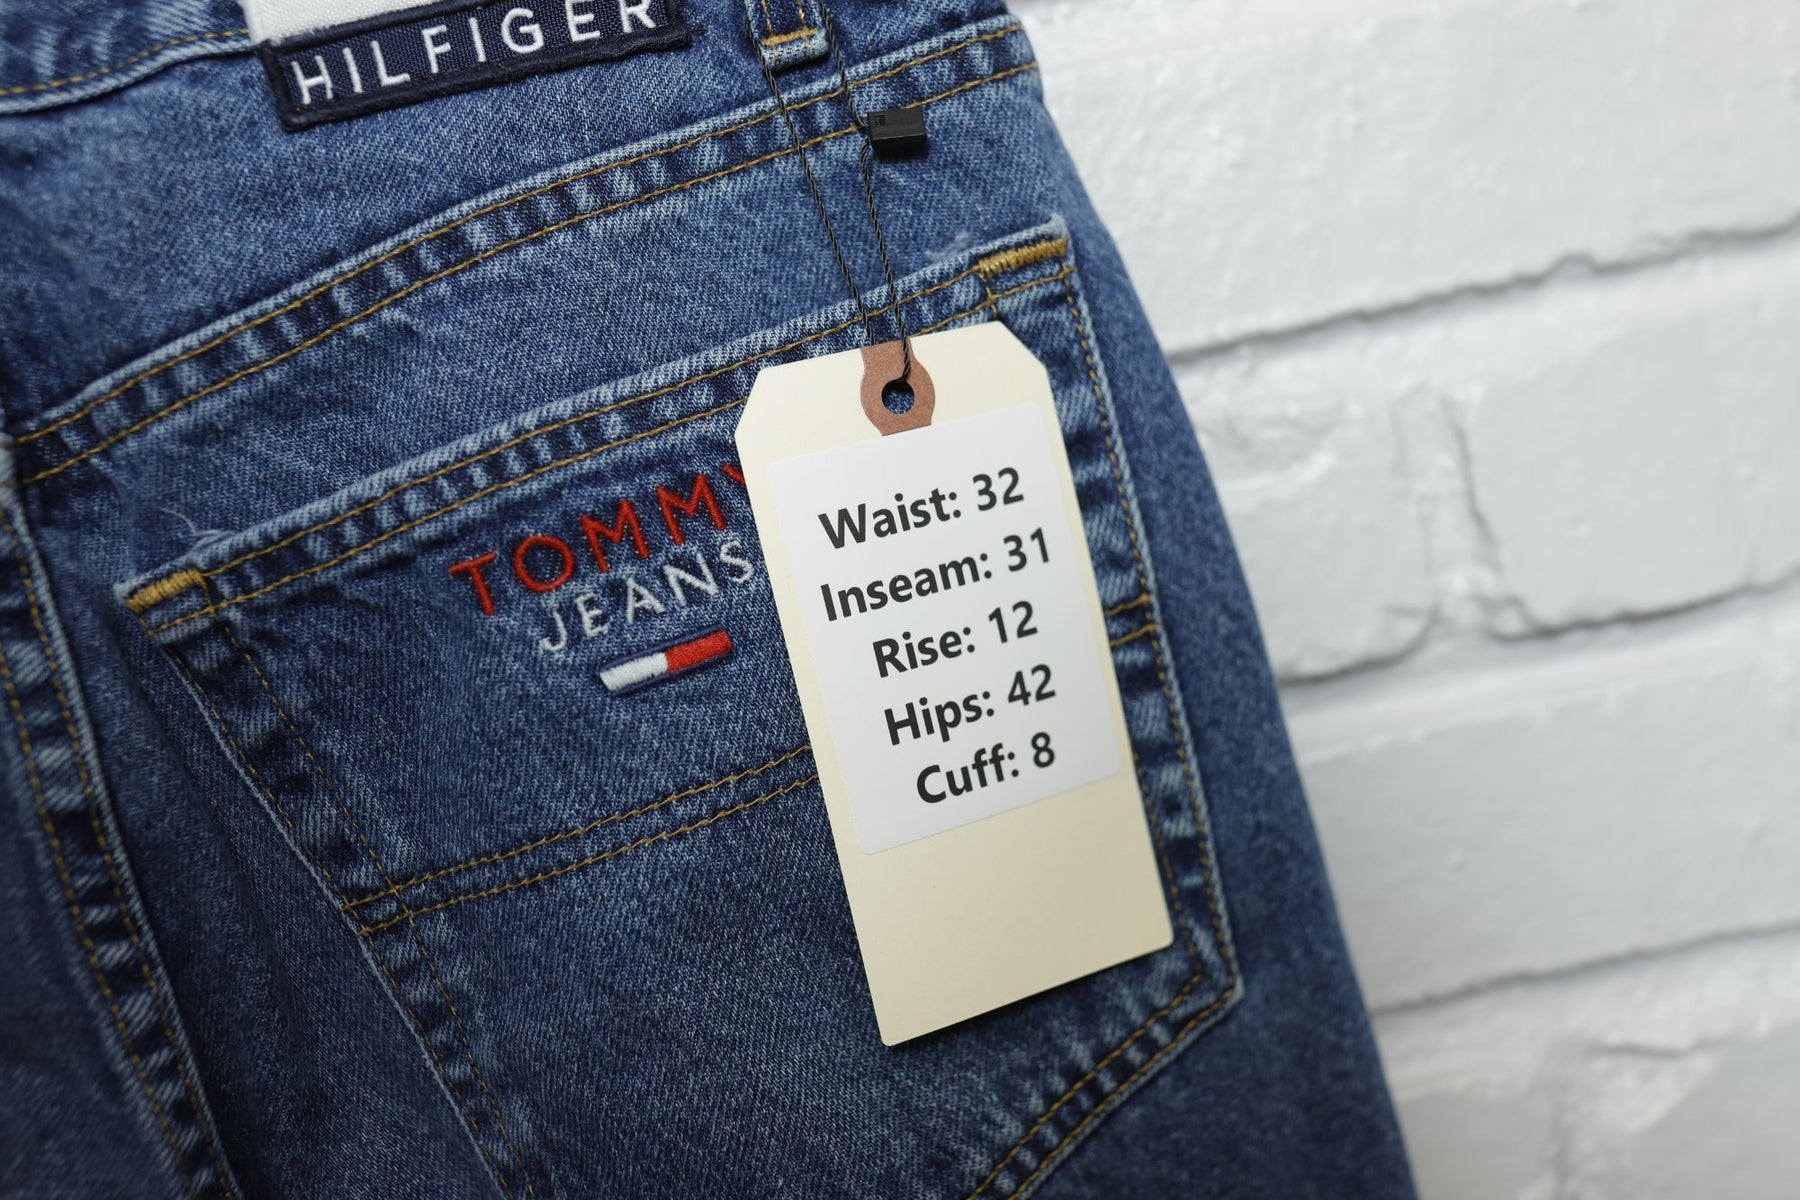 HILFIGER
TOMMY
JEANS
Waist: 32
Inseam: 31
Rise: 12
Hips: 42
Cuff: 8